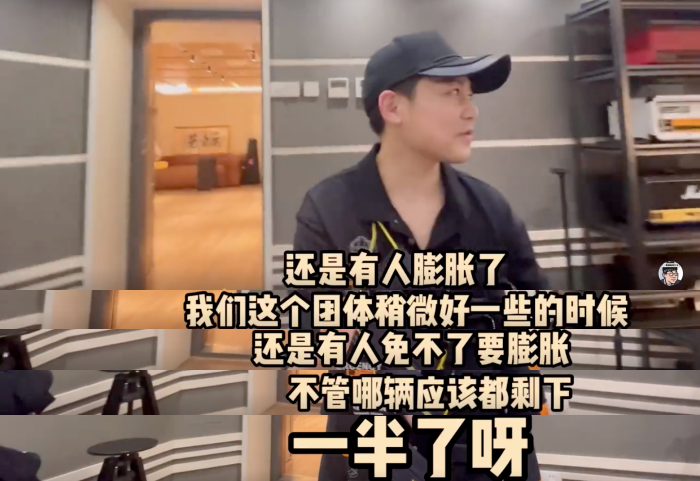 还是有人膨胀了
我们这个团体稍微好一些的时候
还是有人免不了要膨胀
不管哪辆应该都剩下
一半了呀